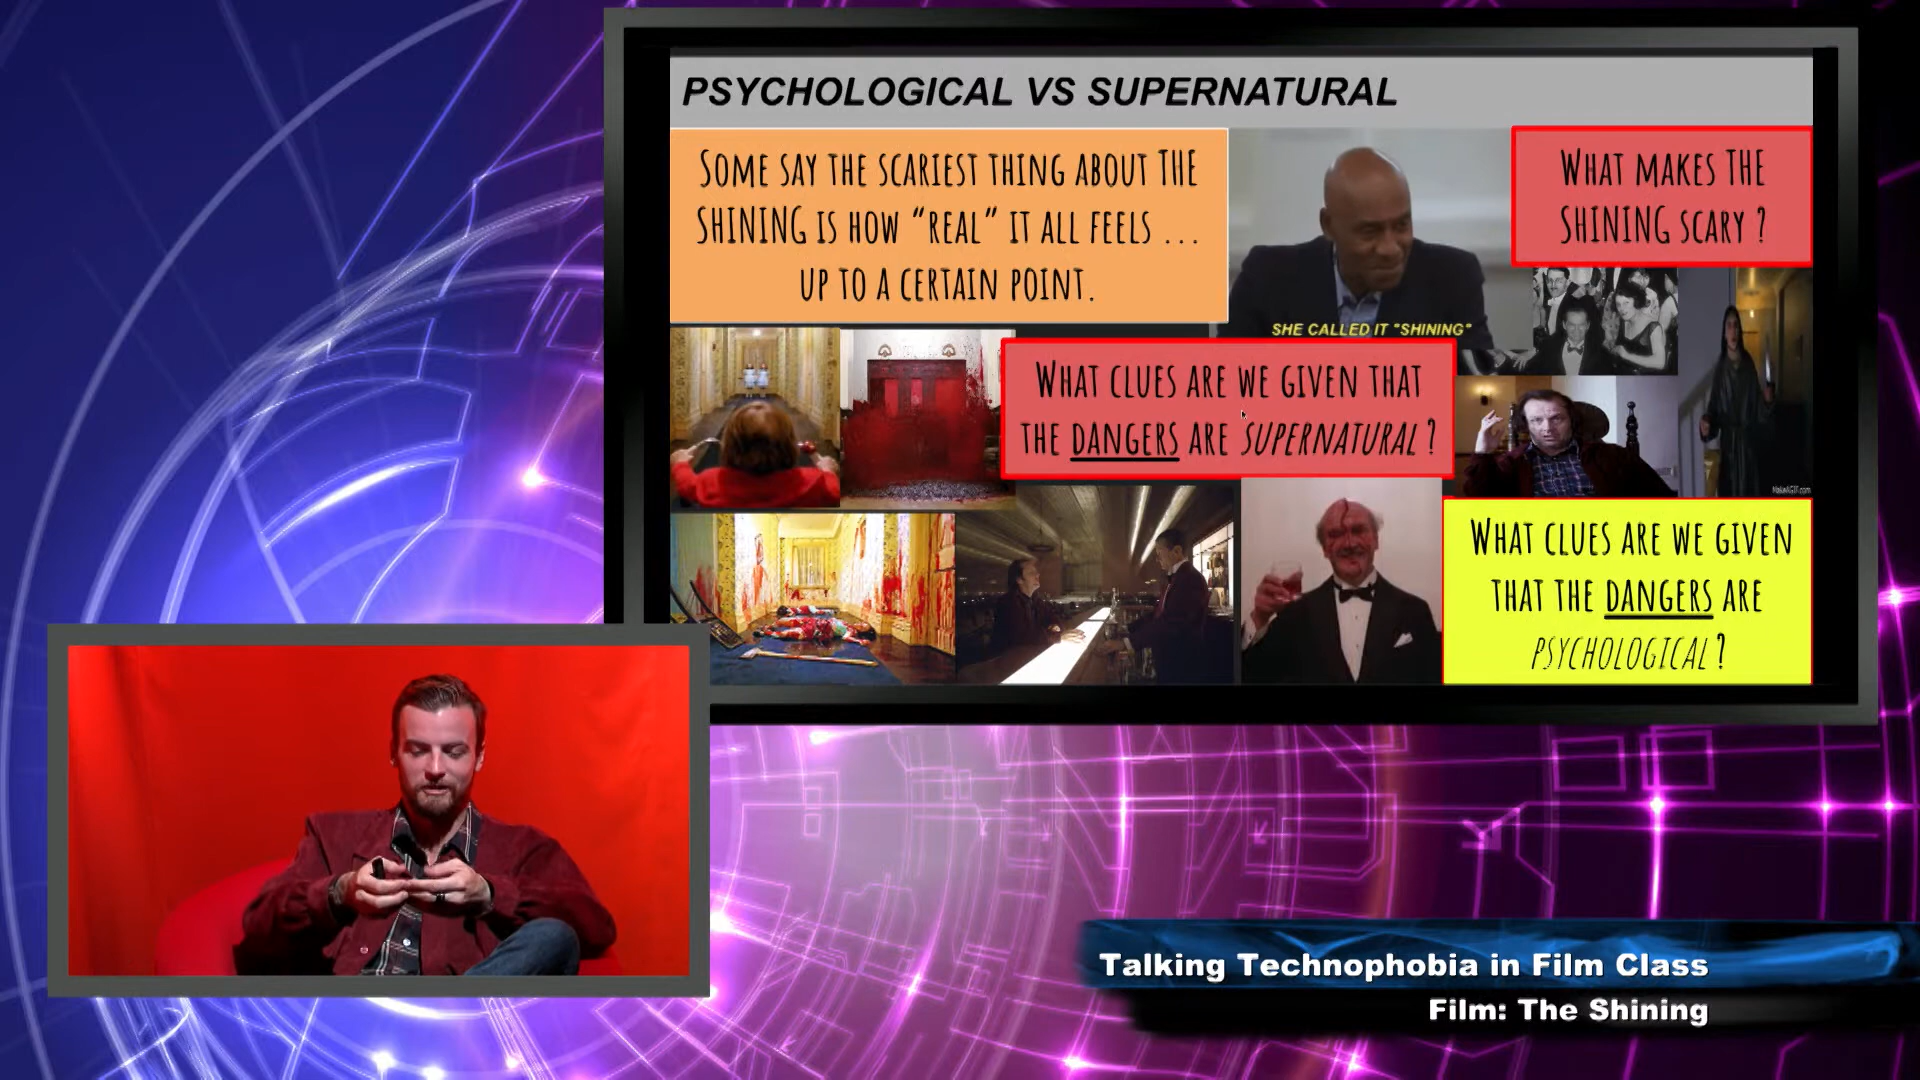 PSYCHOLOGICAL VS SUPERNATURAL
SOME SAY THE SCARIEST THING ABOUT THE
SHINING IS HOW “REAL” IT ALL FEELS ...
UP TO A CERTAIN POINT.
WHAT MAKES THE
SHINING SCARY ?
SHE CALLED IT "SHINING"
WHAT CLUES ARE WE GIVEN THAT
THE DANGERS ARE SUPERNATURAL ?
MakeAGIF.com
WHAT CLUES ARE WE GIVEN
THAT THE DANGERS ARE
PSYCHOLOGICAL ?
Talking Technophobia in Film Class
Film: The Shining